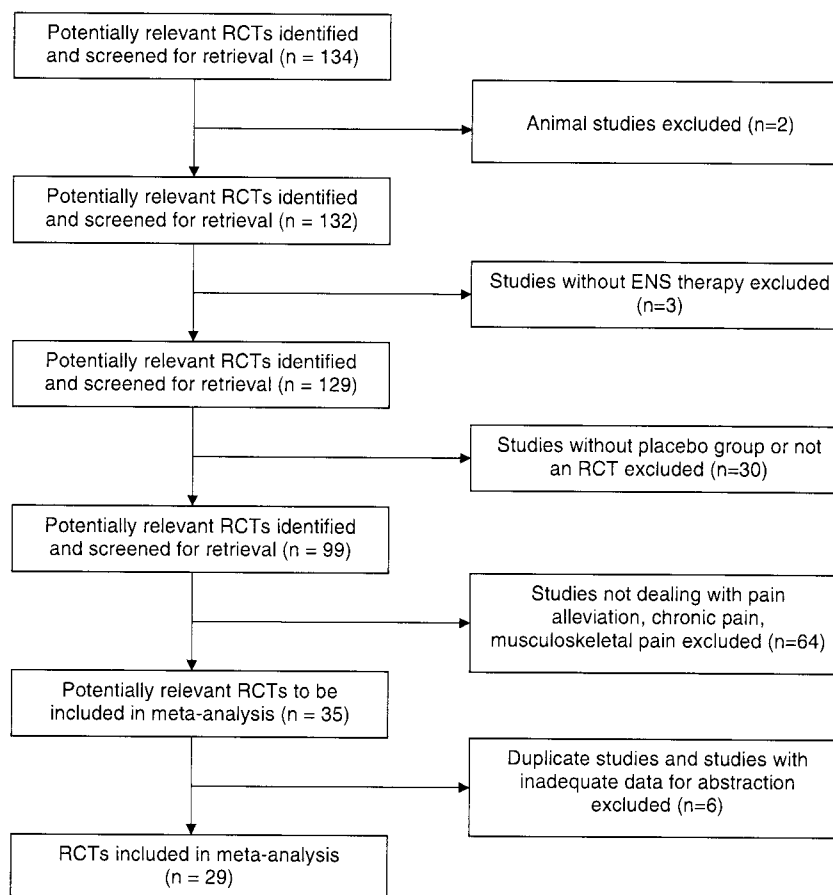 Potentially relevant RCTs identified
and screened for retrieval (n = 134)
Animal studies excluded (n=2)
Potentially relevant RCTs identified
and screened for retrieval (n = 132)
Studies without ENS therapy excluded
(n=3)
Potentially relevant RCTs identified
and screened for retrieval (n = 129)
Studies without placebo group or not
an RCT excluded (n=30)
Potentially relevant RCTs identified
and screened for retrieval (n = 99)
Studies not dealing with pain
alleviation, chronic pain,
musculoskeletal pain excluded (n=64)
Potentially relevant RCTs to be
included in meta-analysis (n = 35)
Duplicate studies and studies with
inadequate data for abstraction
excluded (n=6)
RCTs included in meta-analysis
(n = 29)